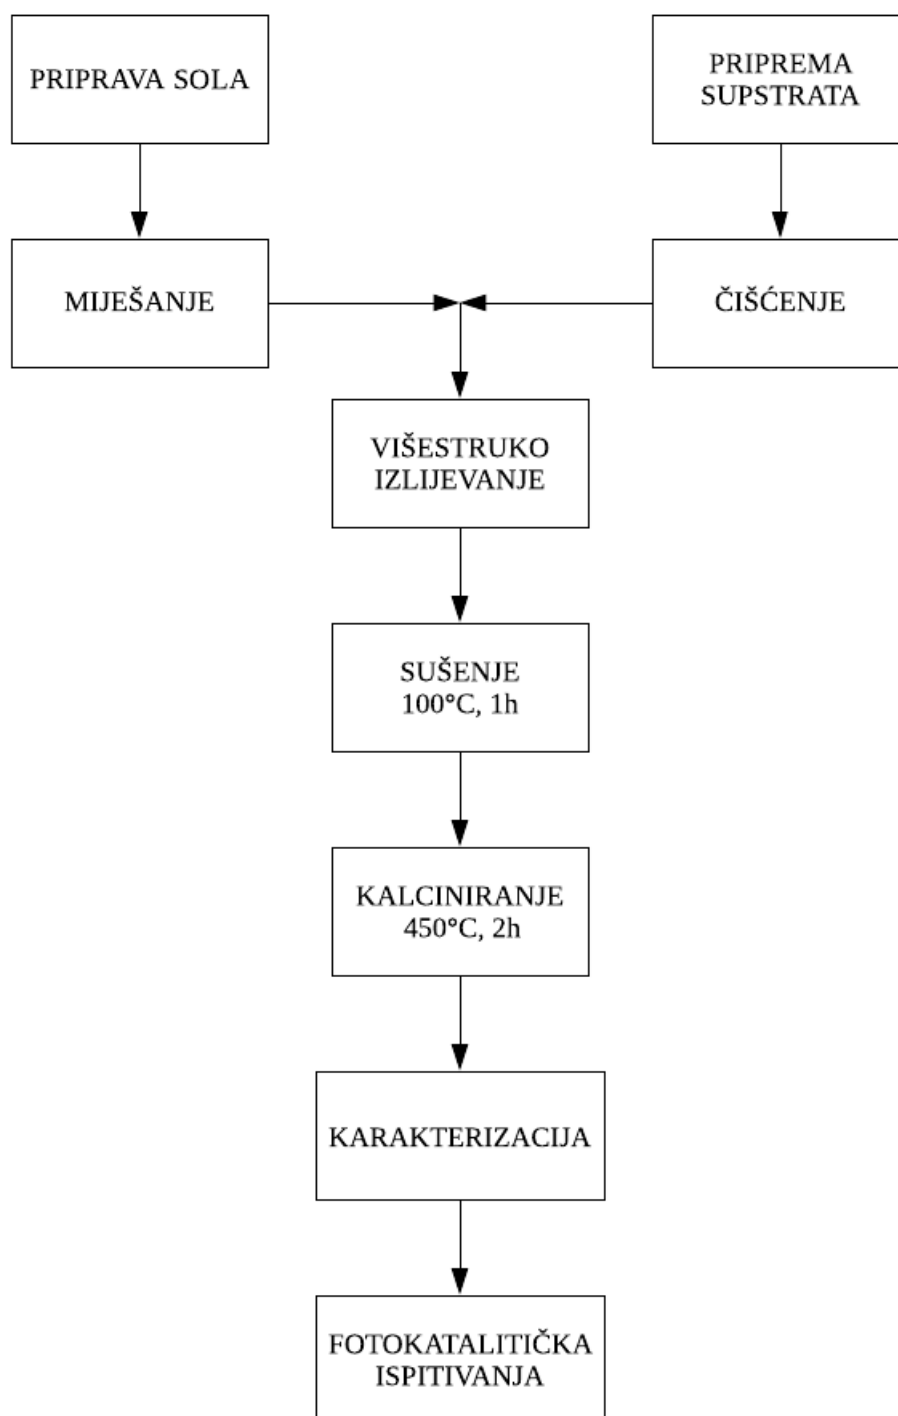 PRIPRAVA SOLA
PRIPREMA
SUPSTRATA
MIJEŠANJE
ČIŠĆENJE
VIŠESTRUKO
IZLIJEVANJE
SUŠENJE
100°C, 1h
KALCINIRANJE
450°C, 2h
KARAKTERIZACIJA
FOTOKATALITIČKA
ISPITIVANJA